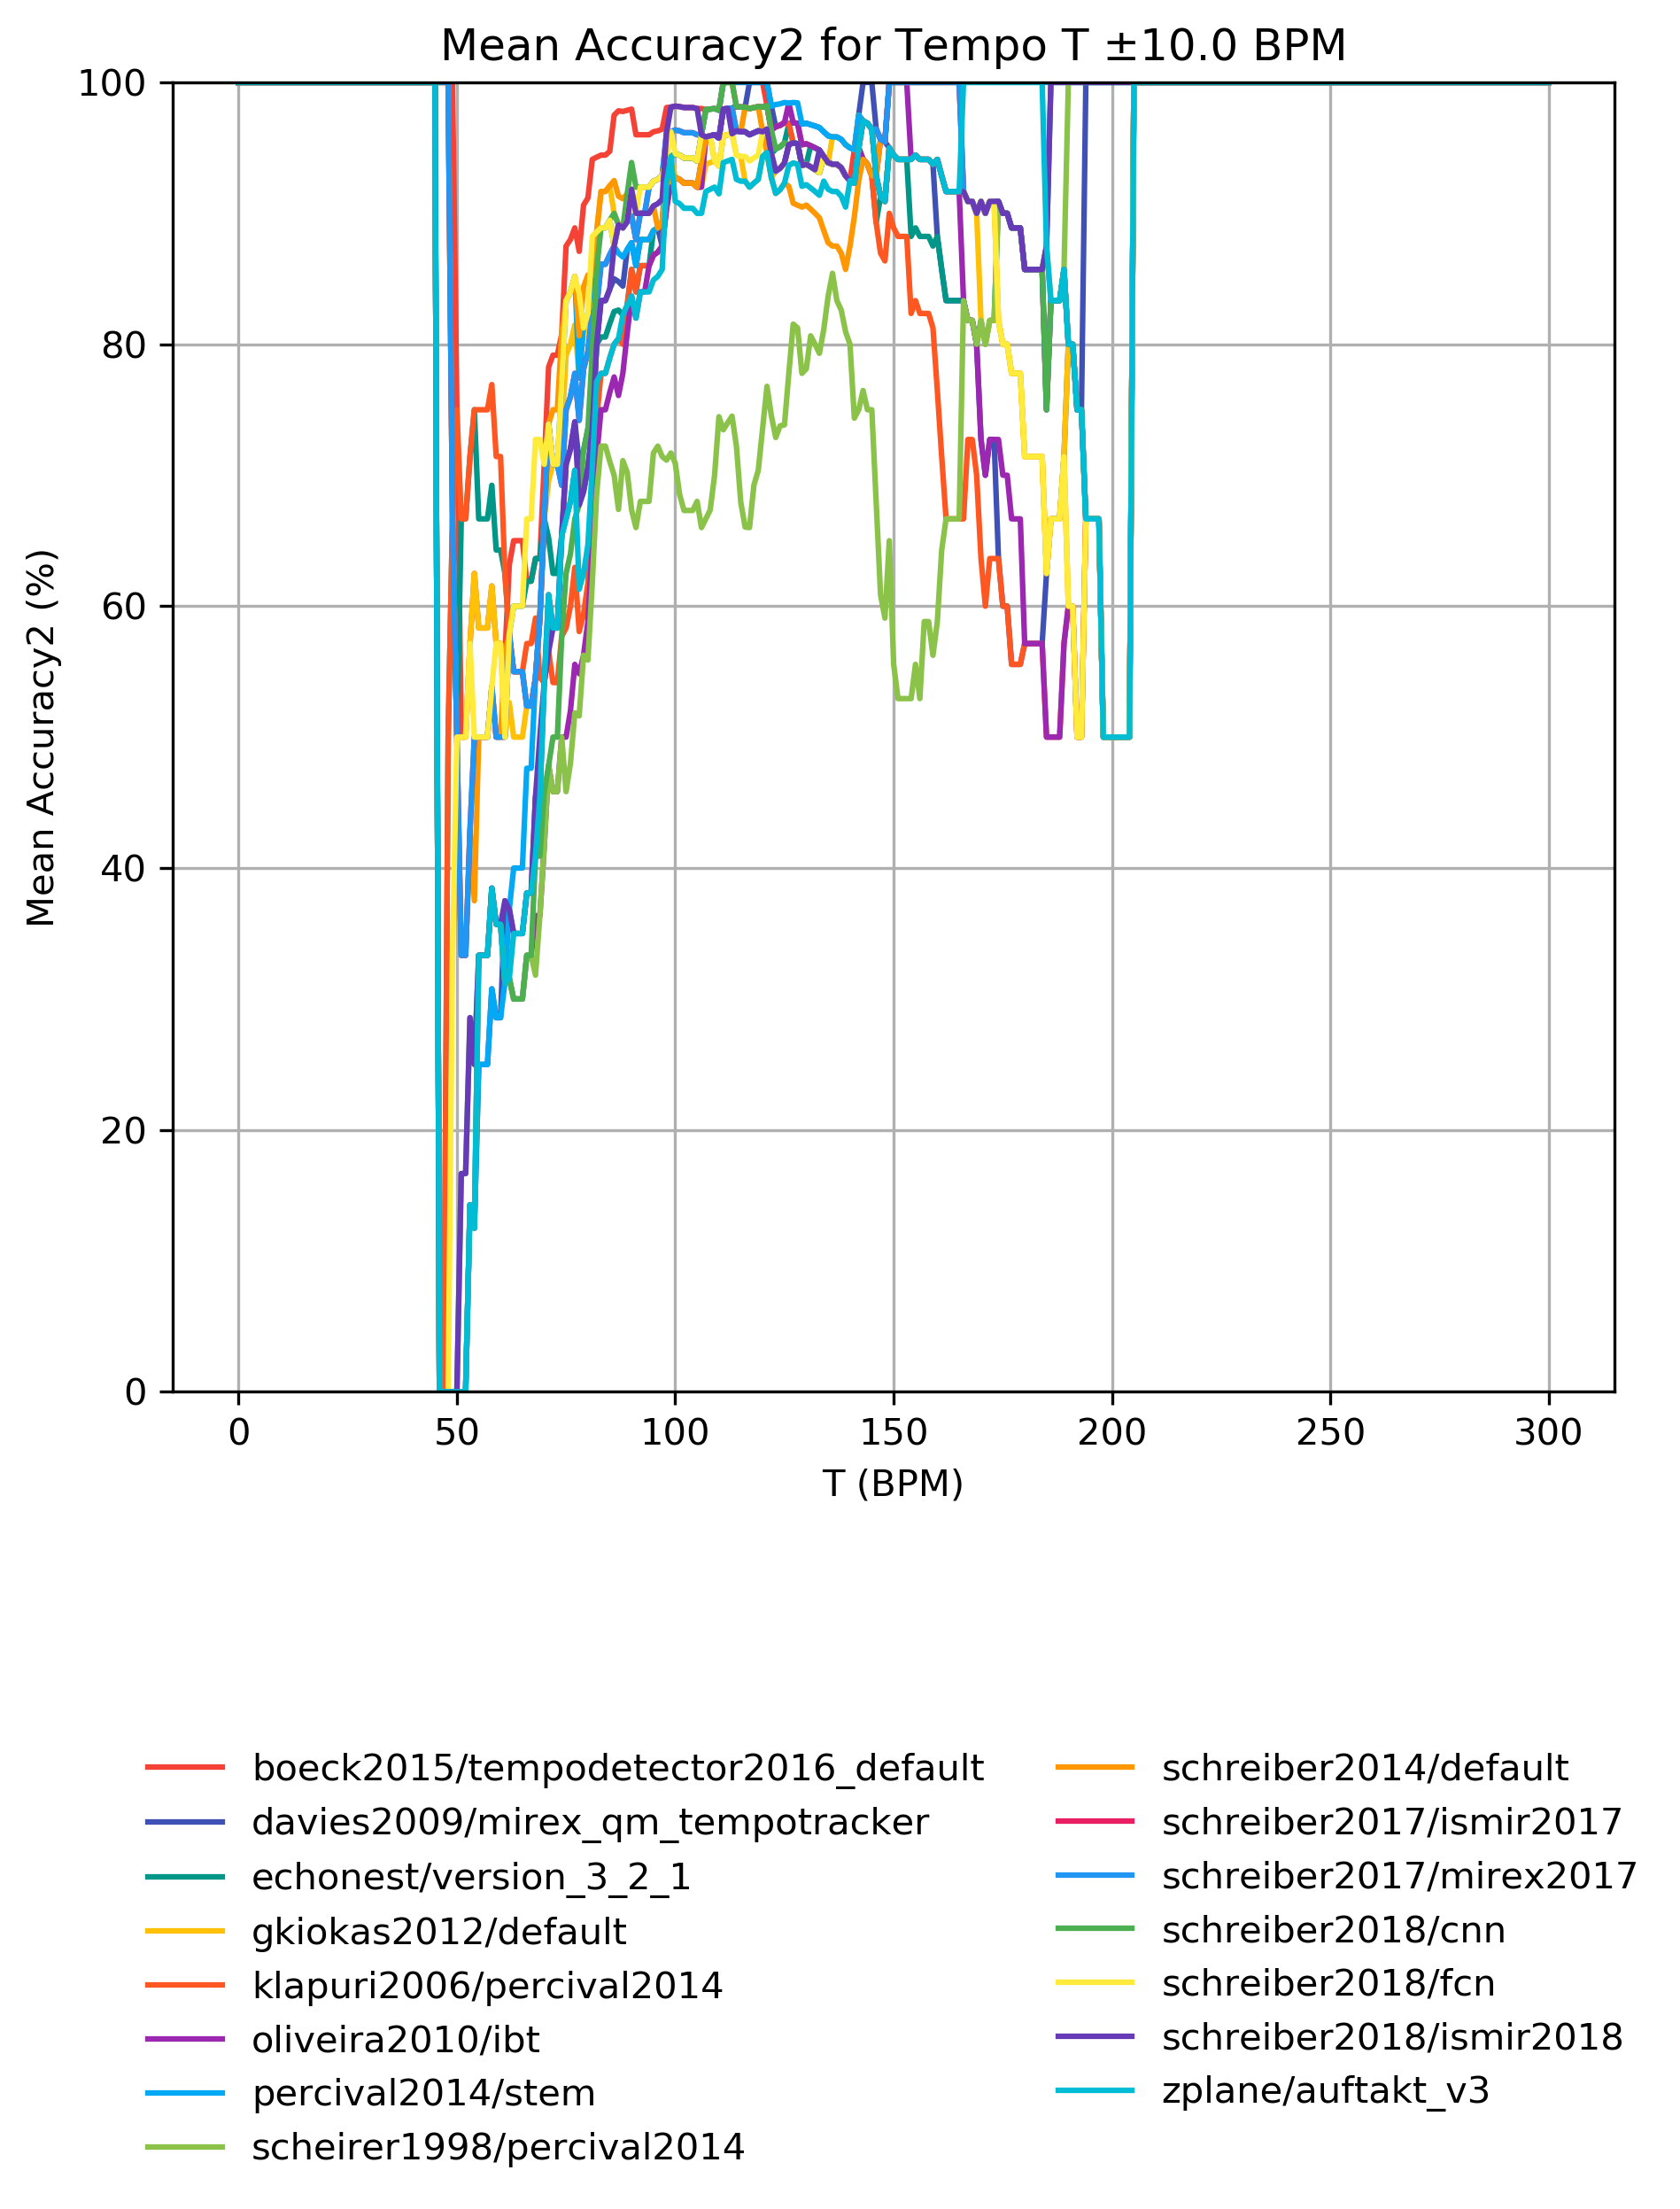 Mean Accuracy2 for Tempo T ±10.0 BPM
Mean Accuracy2 (%)
100
80
60
40
20
0
0 50 100 150 200 250 300
T (BPM)
boeck2015/tempodetector2016_default
davies2009/mirex_qm_tempotracker
echonest/version_3_2_1
gkiokas2012/default
klapuri2006/percival2014
oliveira2010/ibt
percival2014/stem
scheirer1998/percival2014
schreiber2014/default
schreiber2017/ismir2017
schreiber2017/mirex2017
schreiber2018/cnn
schreiber2018/fcn
schreiber2018/ismir2018
zplane/auftakt_v3